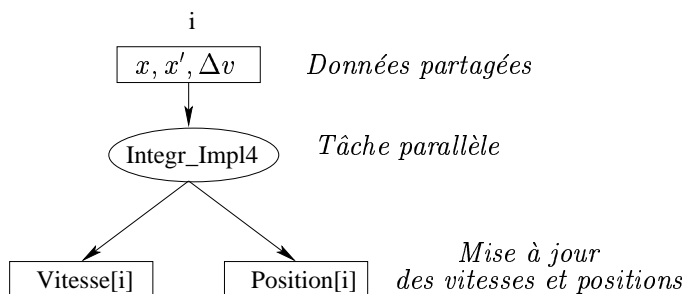 i
x, x′, Δv
Données partagées
Integr_Impl4
Tâche parallèle
Mise à jour
Vitesse[i]
Position[i]
des vitesses et positions